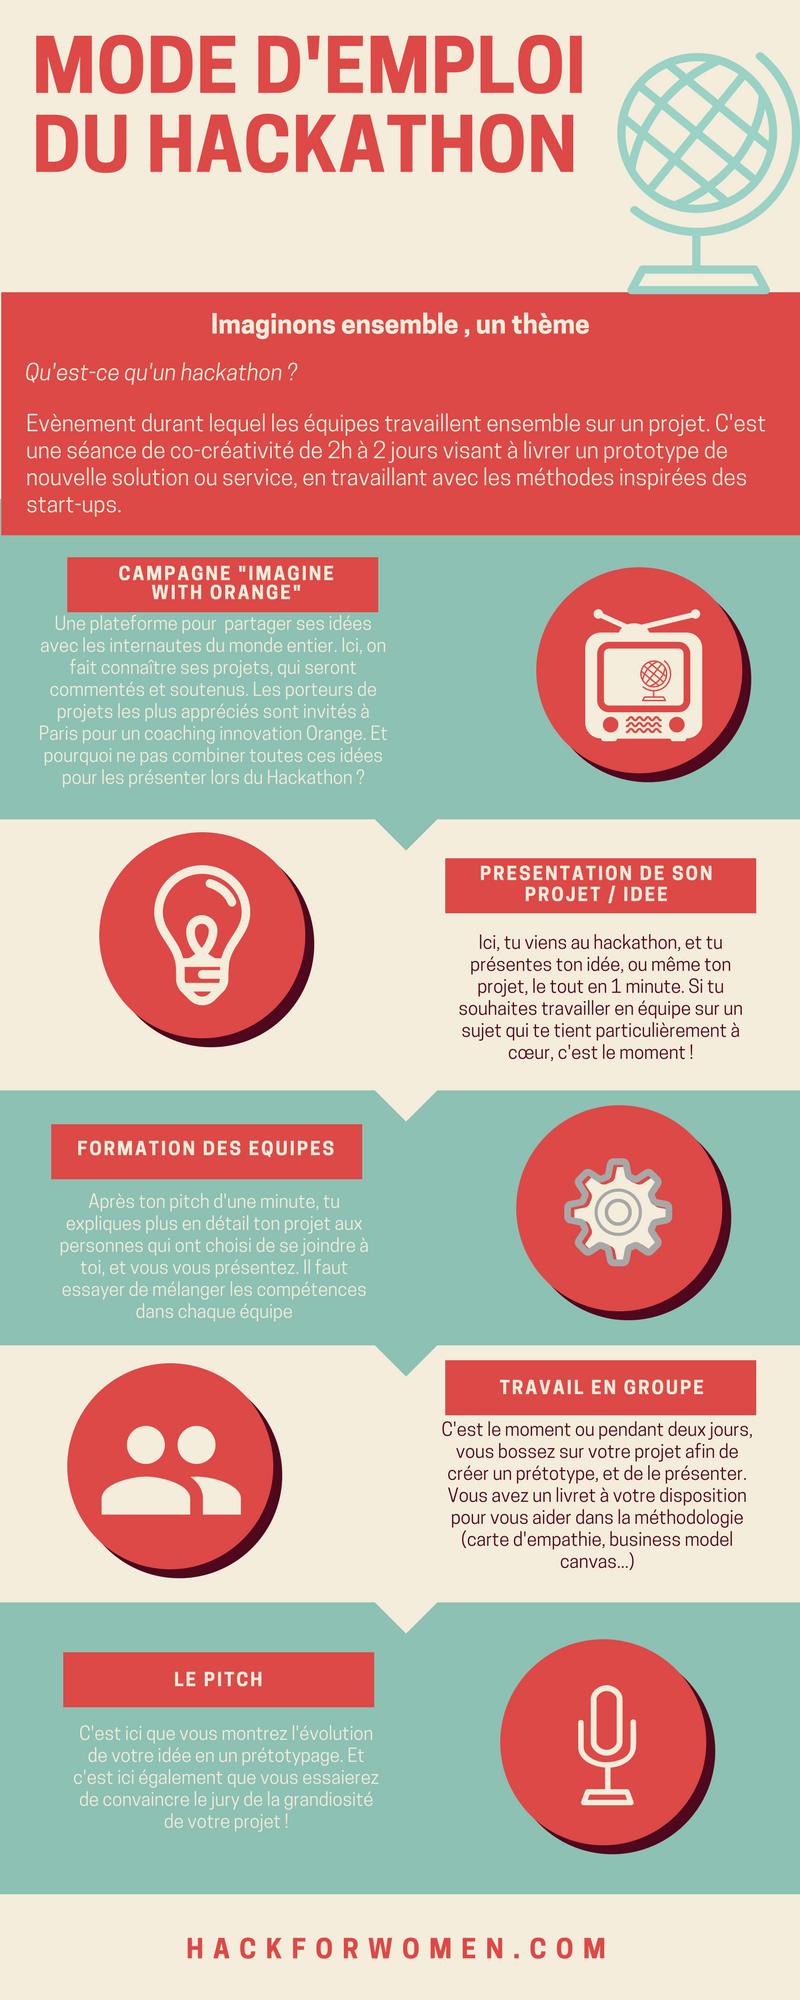 MODE D'EMPLOI
DU HACKATHON
Imaginons ensemble , un thème
Qu'est-ce qu'un hackathon ?
Evènement durant lequel les équipes travaillent ensemble sur un projet. C'est
une séance de co-créativité de 2h à 2 jours visant à livrer un prototype de
nouvelle solution ou service, en travaillant avec les méthodes inspirées des
start-ups.
CAMPAGNE "IMAGINE
WITH ORANGE"
Une plateforme pour partager ses idées
avec les internautes du monde entier. Ici, on
fait connaître ses projets, qui seront
commentés et soutenus. Les porteurs de
projets les plus appréciés sont invités à
Paris pour un coaching innovation Orange. Et
pourquoi ne pas combiner toutes ces idées
pour les présenter lors du Hackathon ?
PRESENTATION DE SON
PROJET / IDEE
Ici, tu viens au hackathon, et tu
présentes ton idée, ou même ton
projet, le tout en 1 minute. Si tu
souhaites travailler en équipe sur un
sujet qui te tient particulièrement à
cœur, c'est le moment !
FORMATION DES EQUIPES
Après ton pitch d'une minute, tu
expliques plus en détail ton projet aux
personnes qui ont choisi de se joindre à
toi, et vous vous présentez. Il faut
essayer de mélanger les compétences
dans chaque équipe
TRAVAIL EN GROUPE
C'est le moment ou pendant deux jours,
vous bossez sur votre projet afin de
créer un prétotype, et de le présenter.
Vous avez un livret à votre disposition
pour vous aider dans la méthodologie
(carte d'empathie, business model
canvas...)
LE PITCH
C'est ici que vous montrez l'évolution
de votre idée en un prétotypage. Et
c'est ici également que vous essaierez
de convaincre le jury de la grandiosité
de votre projet !
HACKFORWOMEN.COM